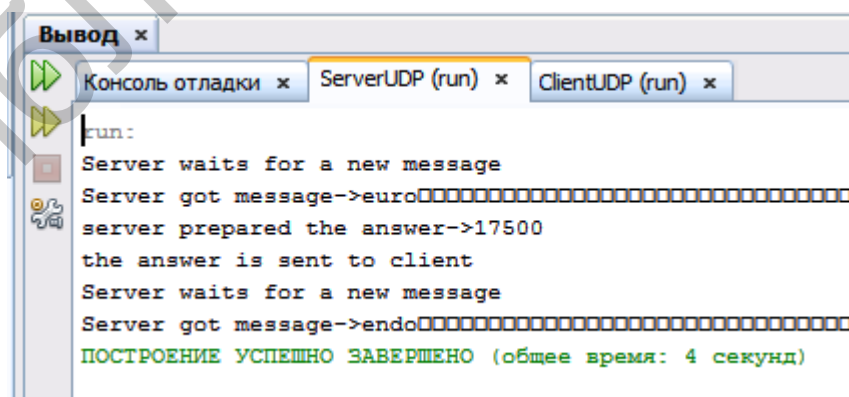 Вывод ×
Консоль отладки × ServerUDP (run) × ClientUDP (run) ×
run:
Server waits for a new message
Server got message->euro□□□□□□□□□□□□□□□□□□□□□□□□□□□□□□
server prepared the answer->17500
the answer is sent to client
Server waits for a new message
Server got message->endo□□□□□□□□□□□□□□□□□□□□□□□□□□□□□□
ПОСТРОЕНИЕ УСПЕШНО ЗАВЕРШЕНО (общее время: 4 секунд)